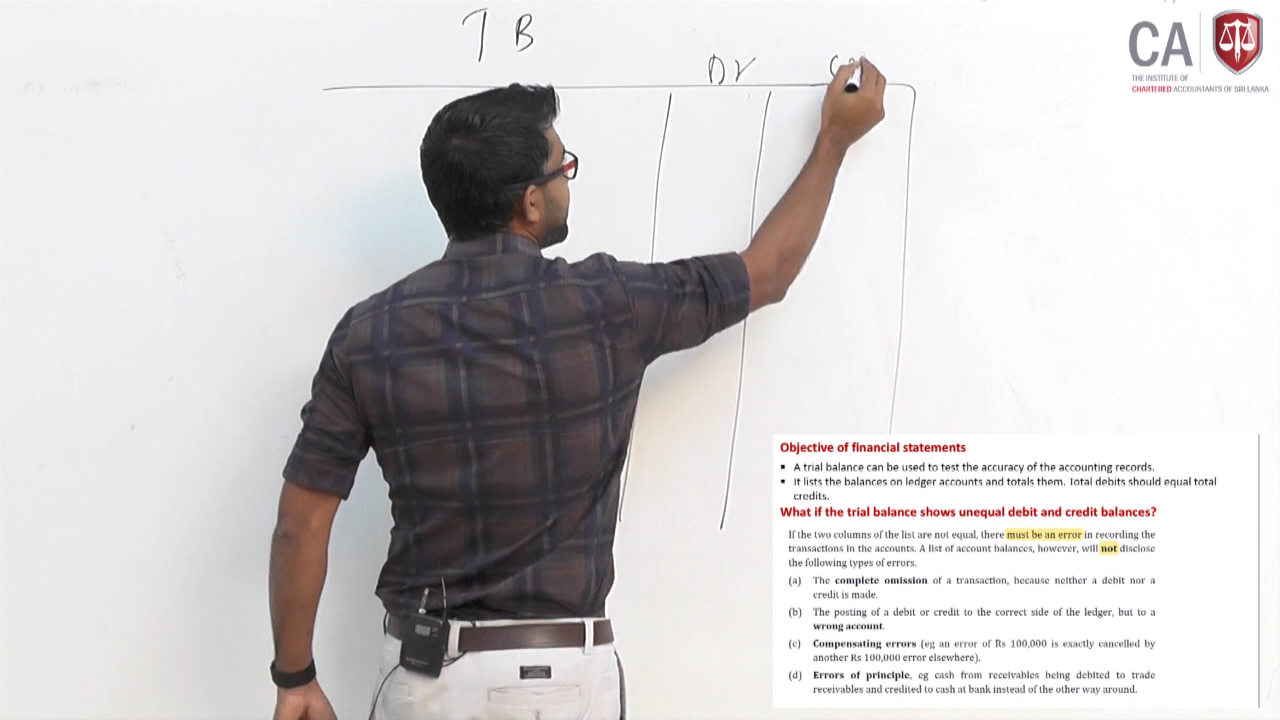 T B
Dr
CA
THE INSTITUTE OF
CHARTERED ACCOUNTANTS OF SRI LANKA
Objective of financial statements
▪ A trial balance can be used to test the accuracy of the accounting records.
▪ It lists the balances on ledger accounts and totals them. Total debits should equal total
credits.
What if the trial balance shows unequal debit and credit balances?
If the two columns of the list are not equal, there must be an error in recording the
transactions in the accounts. A list of account balances, however, will not disclose
the following types of errors.
(a) The complete omission of a transaction, because neither a debit nor a
credit is made.
(b) The posting of a debit or credit to the correct side of the ledger, but to a
wrong account.
(c) Compensating errors (eg an error of Rs 100,000 is exactly cancelled by
another Rs 100,000 error elsewhere).
(d) Errors of principle, eg cash from receivables being debited to trade
receivables and credited to cash at bank instead of the other way around.